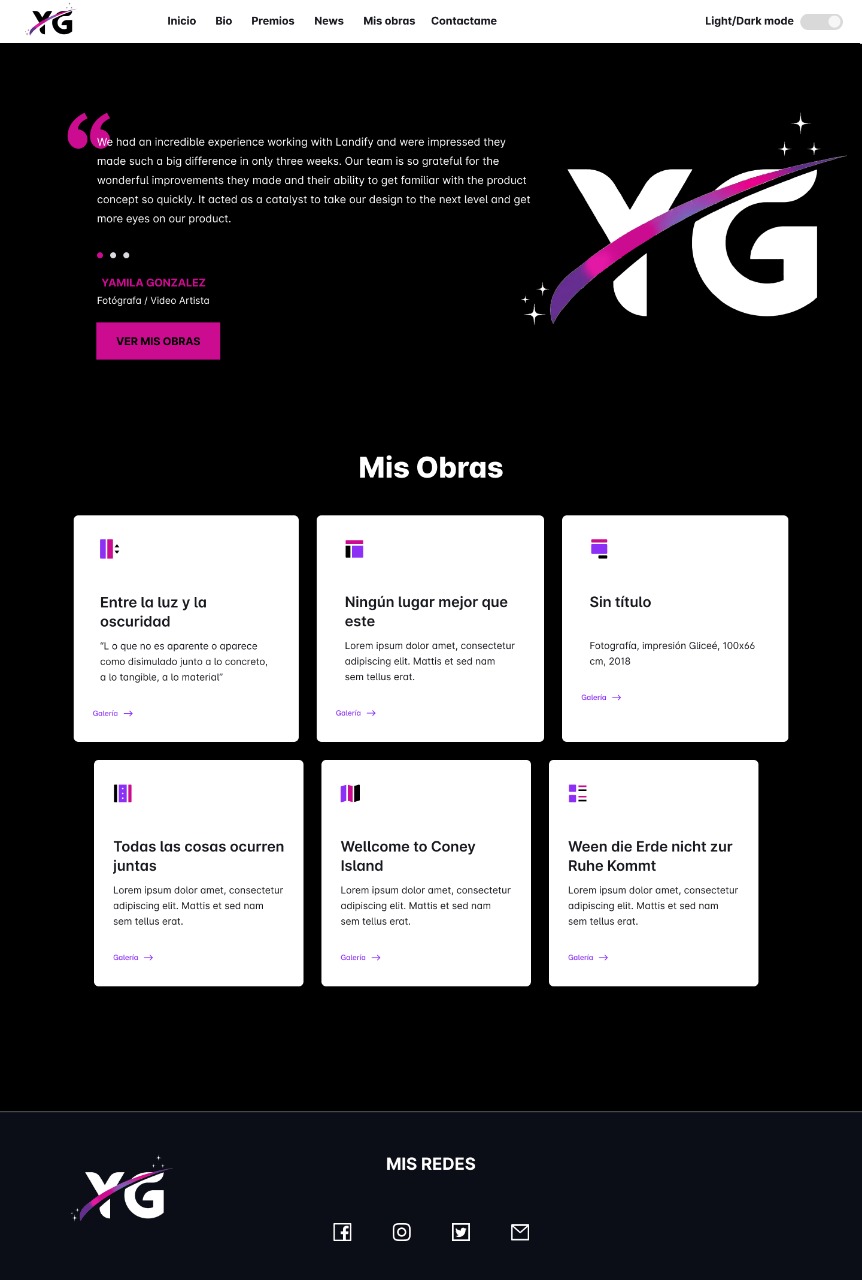 YG
Inicio Bio Premios News Mis obras Contactame Light/Dark mode
“
We had an incredible experience working with Landify and were impressed they
made such a big difference in only three weeks. Our team is so grateful for the
wonderful improvements they made and their ability to get familiar with the product
concept so quickly. It acted as a catalyst to take our design to the next level and get
more eyes on our product.
YG
YAMILA GONZALEZ
Fotógrafa / Video Artista
VER MIS OBRAS
Mis Obras
Entre la luz y la
oscuridad
“L o que no es aparente o aparece
como disimulado junto a lo concreto,
a lo tangible, a lo material”
Galería
Ningún lugar mejor que
este
Lorem ipsum dolor amet, consectetur
adipiscing elit. Mattis et sed nam
sem tellus erat.
Galería
Sin título
Fotografía, impresión Gliceé, 100x66
cm, 2018
Galería
Todas las cosas ocurren
juntas
Lorem ipsum dolor amet, consectetur
adipiscing elit. Mattis et sed nam
sem tellus erat.
Galería
Wellcome to Coney
Island
Lorem ipsum dolor amet, consectetur
adipiscing elit. Mattis et sed nam
sem tellus erat.
Galería
Ween die Erde nicht zur
Ruhe Kommt
Lorem ipsum dolor amet, consectetur
adipiscing elit. Mattis et sed nam
sem tellus erat.
Galería
YG
MIS REDES